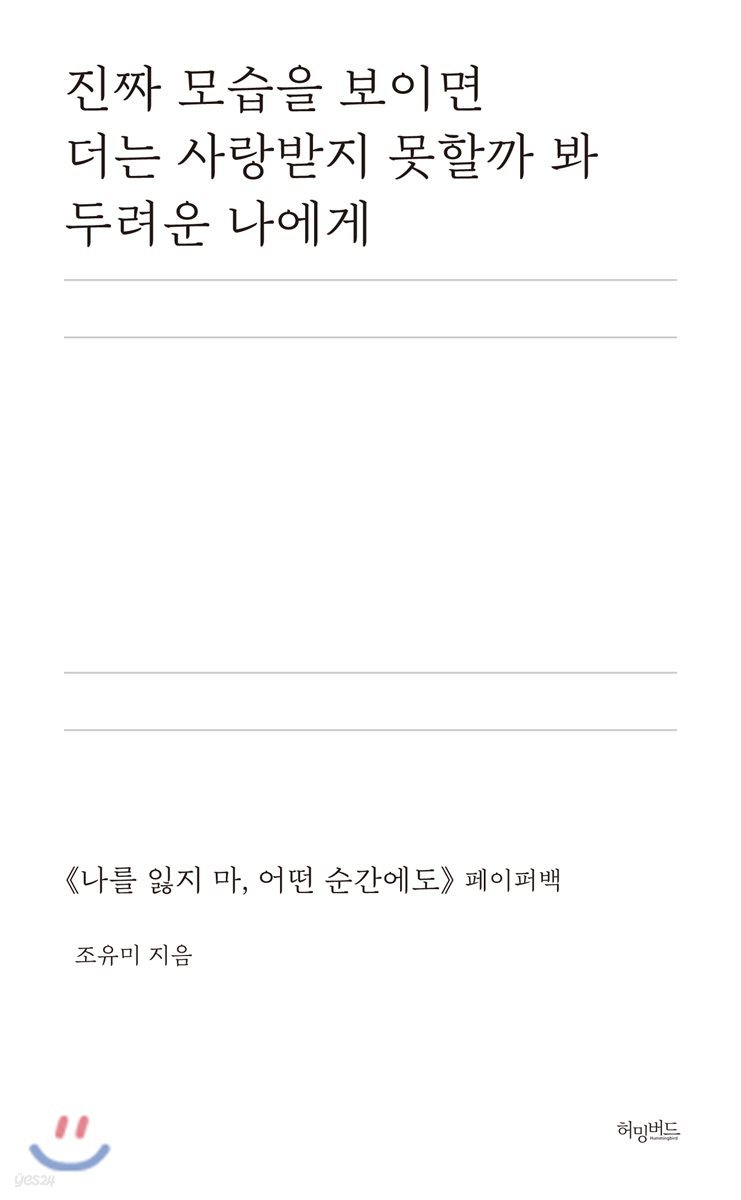 진짜 모습을 보이면
더는 사랑받지 못할까 봐
두려운 나에게
《나를 잃지 마, 어떤 순간에도》 페이퍼백
조유미 지음
허밍버드
Hummingbird
yes24